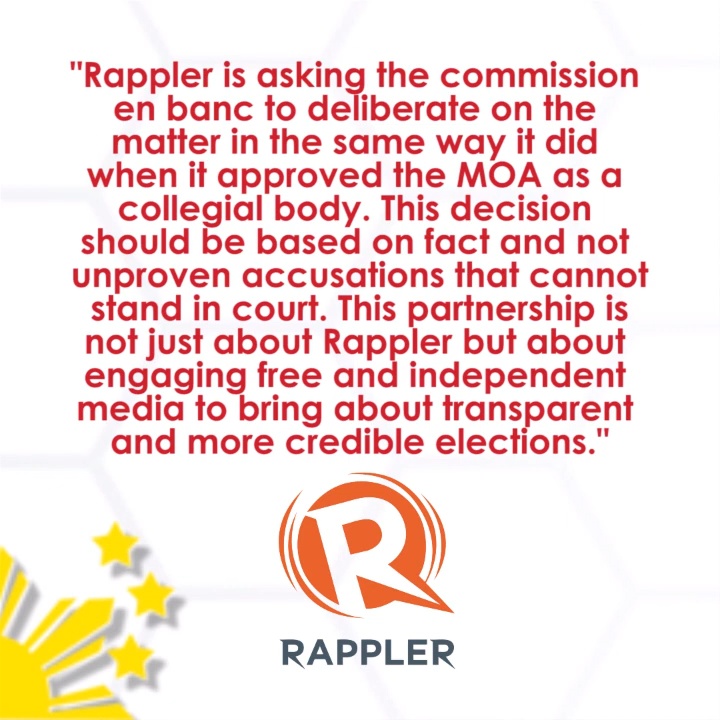 "Rappler is asking the commission
en banc to deliberate on the
matter in the same way it did
when it approved the MOA as a
collegial body. This decision
should be based on fact and not
unproven accusations that cannot
stand in court. This partnership is
not just about Rappler but about
engaging free and independent
media to bring about transparent
and more credible elections."
R
RAPPLER